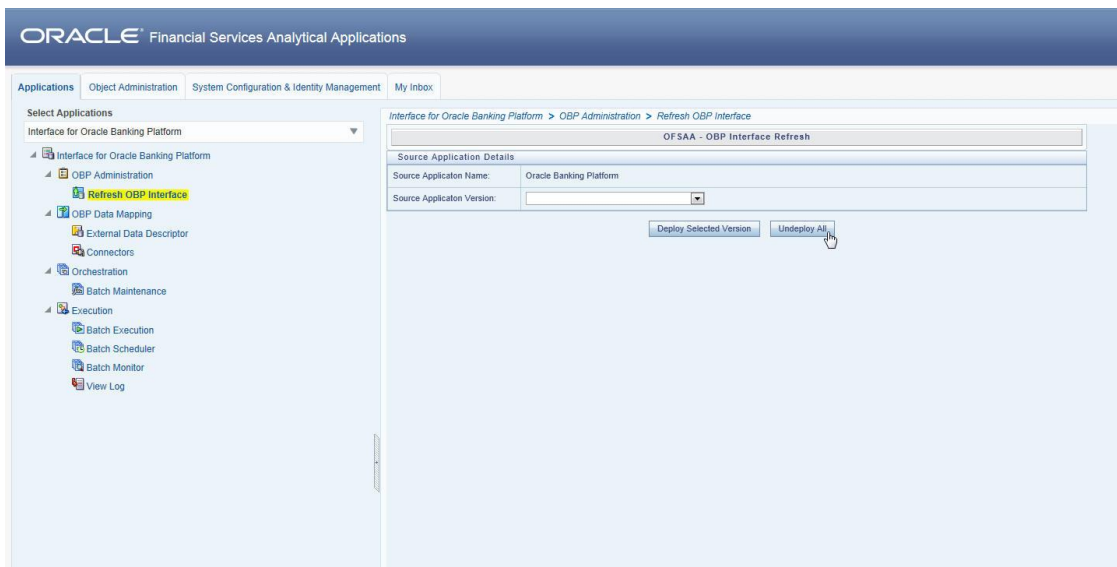 ORACLE® Financial Services Analytical Applications
Applications Object Administration System Configuration & Identity Management My Inbox
Select Applications
Interface for Oracle Banking Platform
Interface for Oracle Banking Platform
OBP Administration
Refresh OBP Interface
OBP Data Mapping
External Data Descriptor
Connectors
Orchestration
Batch Maintenance
Execution
Batch Execution
Batch Scheduler
Batch Monitor
View Log
Interface for Oracle Banking Platform > OBP Administration > Refresh OBP Interface
OFSAA - OBP Interface Refresh
Source Application Details
Source Applicaton Name: Oracle Banking Platform
Source Applicaton Version:
Deploy Selected Version Undeploy All